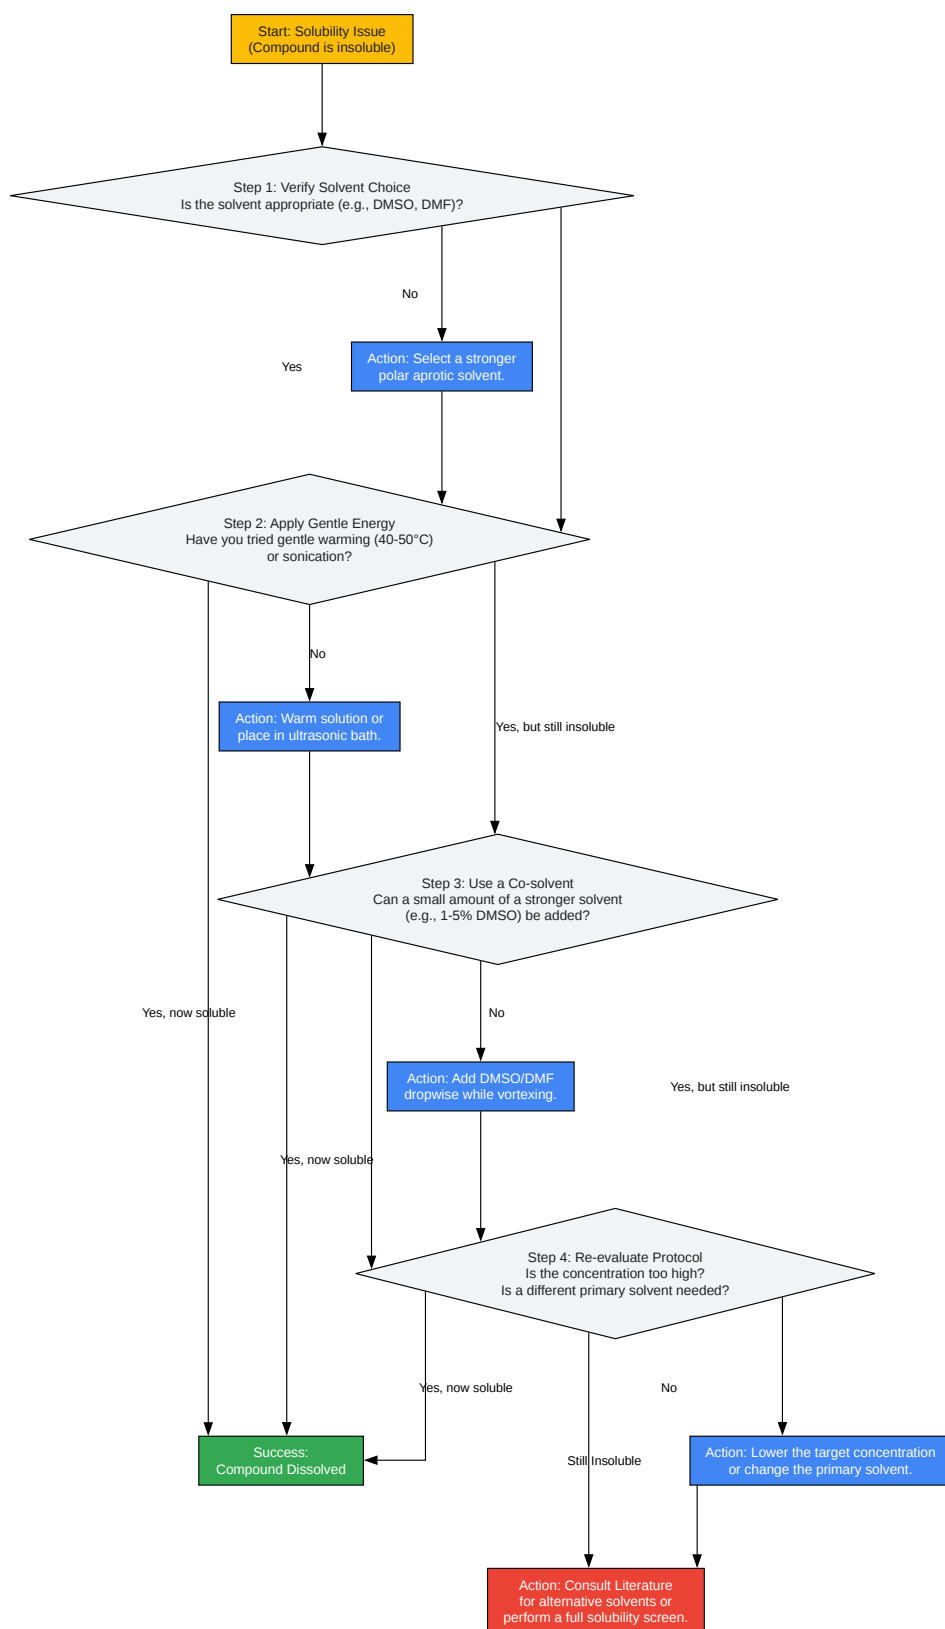 Start: Solubility Issue
(Compound is insoluble)
Step 1: Verify Solvent Choice
Is the solvent appropriate (e.g., DMSO, DMF)?
No
Yes
Action: Select a stronger
polar aprotic solvent.
Step 2: Apply Gentle Energy
Have you tried gentle warming (40-50°C)
or sonication?
No
Action: Warm solution or
place in ultrasonic bath.
Yes, but still insoluble
Step 3: Use a Co-solvent
Can a small amount of a stronger solvent
(e.g., 1-5% DMSO) be added?
Yes, now soluble
No
Action: Add DMSO/DMF
dropwise while vortexing.
Yes, but still insoluble
Yes, now soluble
Step 4: Re-evaluate Protocol
Is the concentration too high?
Is a different primary solvent needed?
Yes, now soluble
No
Success:
Compound Dissolved
Still Insoluble
Action: Lower the target concentration
or change the primary solvent.
Action: Consult Literature
for alternative solvents or
perform a full solubility screen.